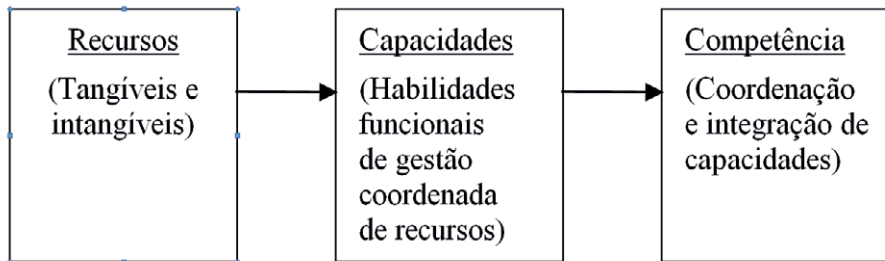 Recursos
(Tangíveis e
intangíveis)
Capacidades
(Habilidades
funcionais
de gestão
coordenada
de recursos)
Competência
(Coordenação
e integração de
capacidades)